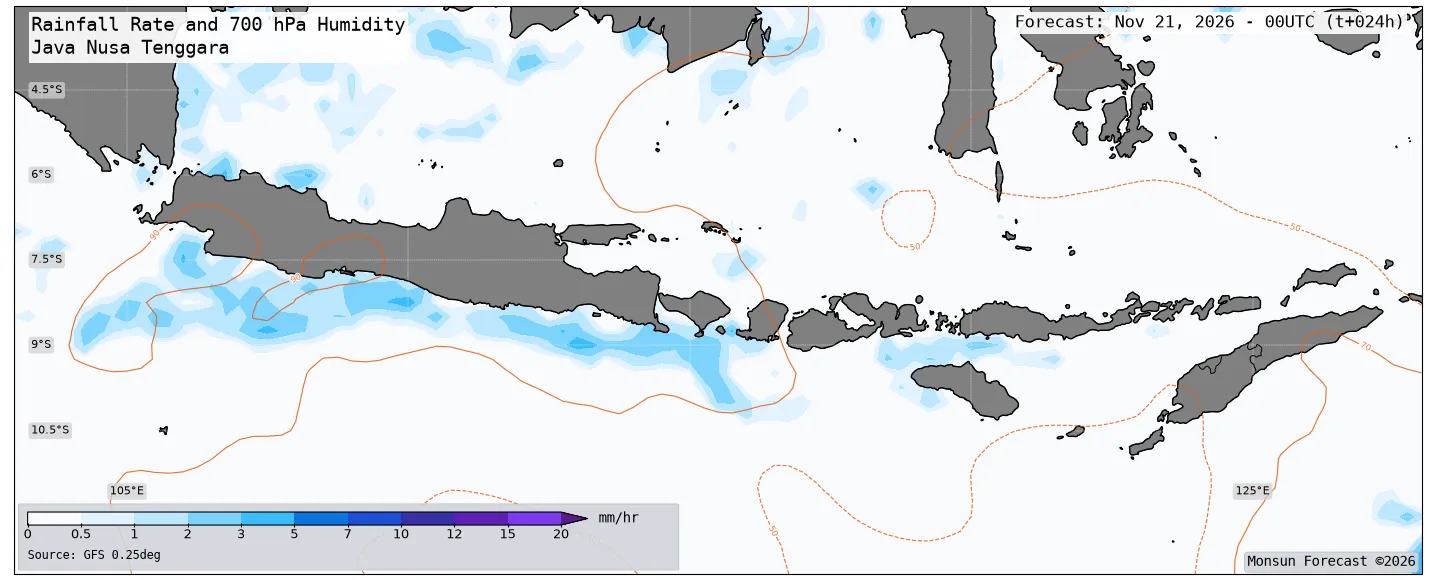 Rainfall Rate and 700 hPa Humidity
Java Nusa Tenggara
Forecast: Nov 21, 2026 - 00UTC (t+024h)
4.5°S
6°S
7.5°S
9°S
10.5°S
105°E
125°E
90
90
50
50
70
50
0 0.5 1 2 3 5 7 10 12 15 20
mm/hr
Source: GFS 0.25deg
Monsun Forecast ©2026